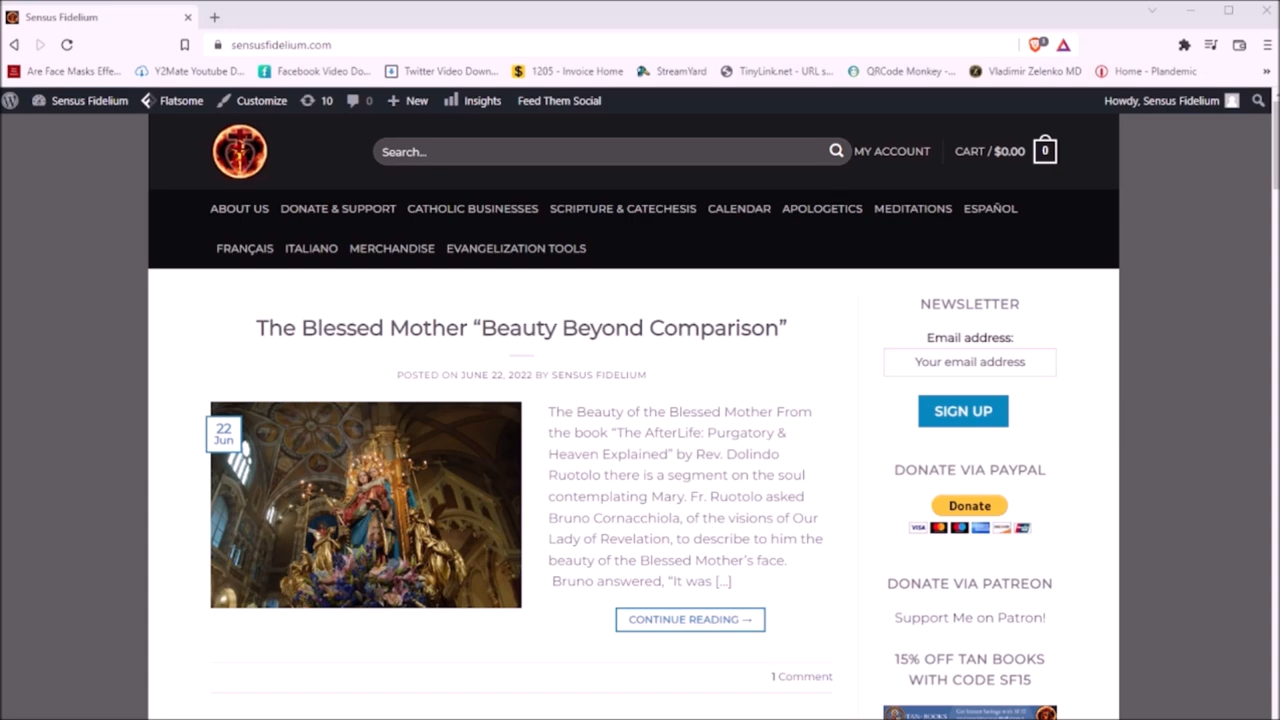 Sensus Fidelium
sensusfidelium.com
3
Are Face Masks Effe... Y2Mate Youtube D... Facebook Video Do... Twitter Video Down... 1205 - Invoice Home StreamYard TinyLink.net - URL s... QRCode Monkey -... Vladimir Zelenko MD Home - Plandemic »
Sensus Fidelium Flatsome Customize 10 0 New Insights Feed Them Social Howdy, Sensus Fidelium
Search... MY ACCOUNT CART / $0.00 0
ABOUT US DONATE & SUPPORT CATHOLIC BUSINESSES SCRIPTURE & CATECHESIS CALENDAR APOLOGETICS MEDITATIONS ESPAÑOL
FRANÇAIS ITALIANO MERCHANDISE EVANGELIZATION TOOLS
The Blessed Mother “Beauty Beyond Comparison”
POSTED ON JUNE 22, 2022 BY SENSUS FIDELIUM
22
Jun
The Beauty of the Blessed Mother From
the book “The AfterLife: Purgatory &
Heaven Explained” by Rev. Dolindo
Ruotolo there is a segment on the soul
contemplating Mary. Fr. Ruotolo asked
Bruno Cornacchiola, of the visions of Our
Lady of Revelation, to describe to him the
beauty of the Blessed Mother’s face.
Bruno answered, “It was [...]
CONTINUE READING →
1 Comment
NEWSLETTER
Email address:
Your email address
SIGN UP
DONATE VIA PAYPAL
Donate
VISA
DONATE VIA PATREON
Support Me on Patron!
15% OFF TAN BOOKS
WITH CODE SF15
TAN·BOOKS